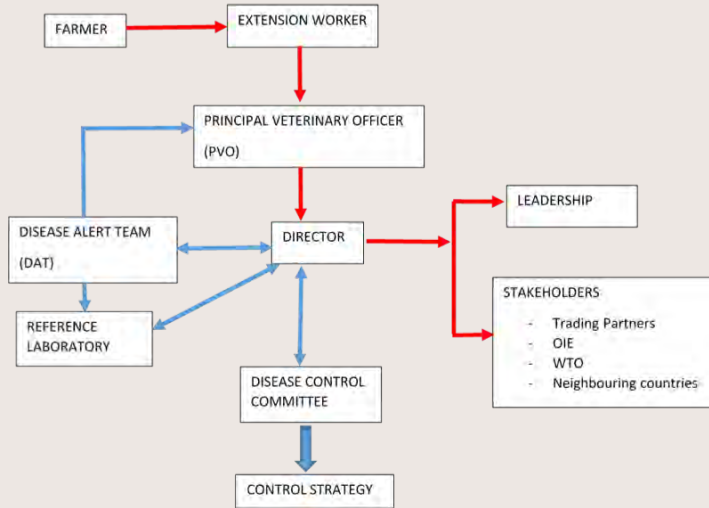 FARMER
EXTENSION WORKER
PRINCIPAL VETERINARY OFFICER
(PVO)
LEADERSHIP
DISEASE ALERT TEAM
(DAT)
DIRECTOR
STAKEHOLDERS
- Trading Partners
- OIE
- WTO
- Neighbouring countries
REFERENCE
LABORATORY
DISEASE CONTROL
COMMITTEE
CONTROL STRATEGY